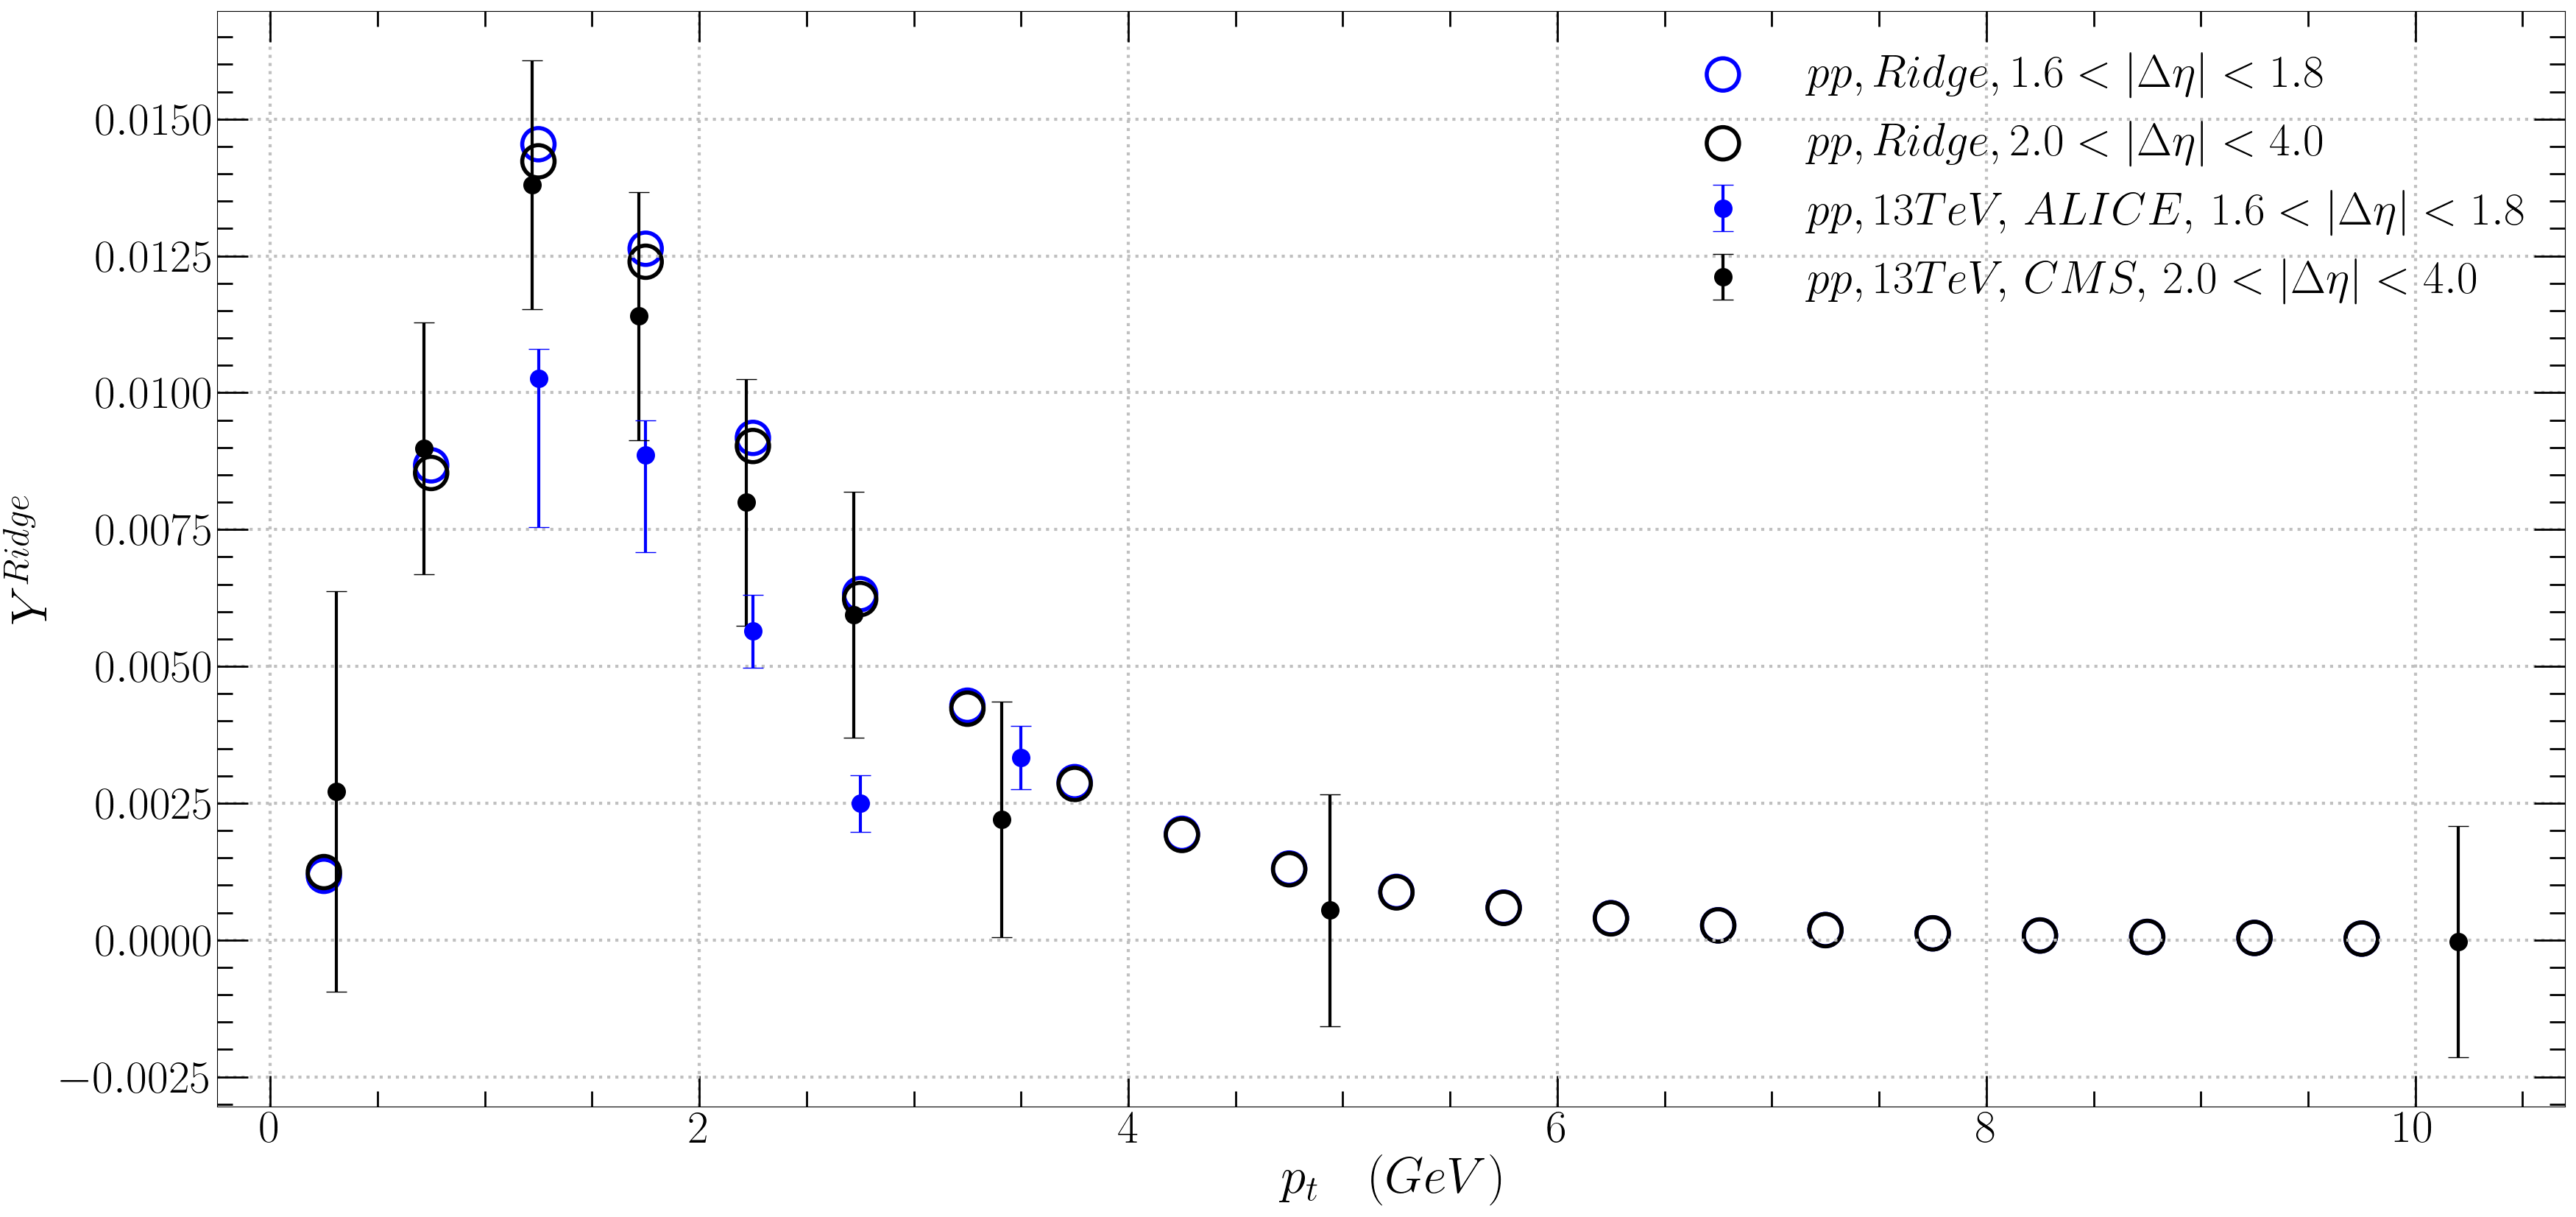 pp, Ridge, 1.6 < |Δη| < 1.8
pp, Ridge, 2.0 < |Δη| < 4.0
pp, 13TeV, ALICE, 1.6 < |Δη| < 1.8
pp, 13TeV, CMS, 2.0 < |Δη| < 4.0
0.0150
0.0125
0.0100
0.0075
0.0050
0.0025
0.0000
−0.0025
Y^{Ridge}
0 2 4 6 8 10
p_t (GeV)